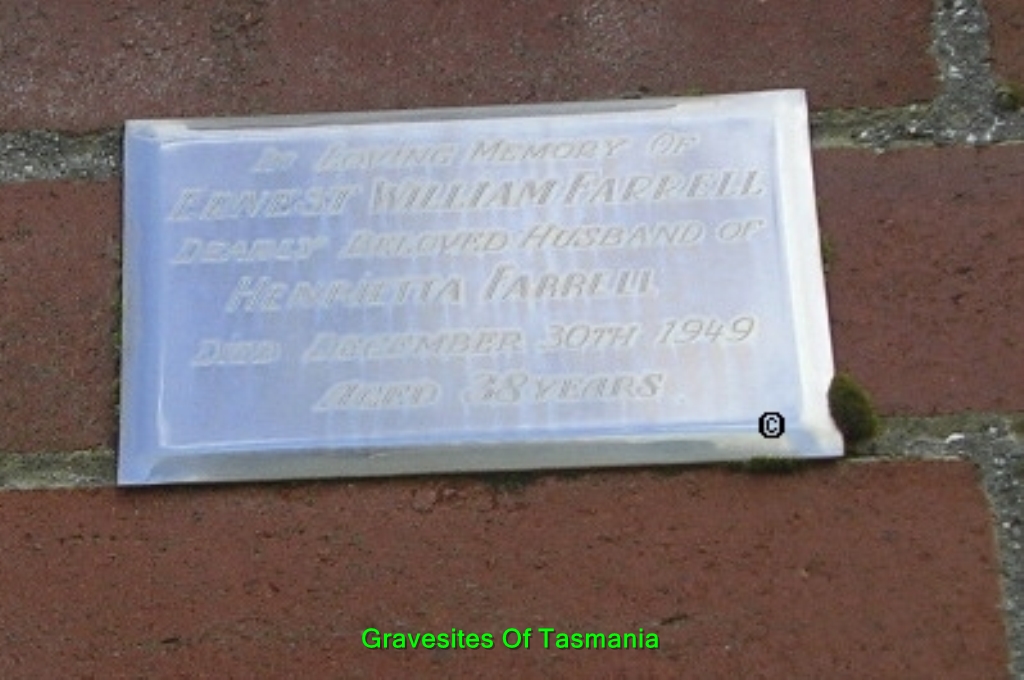 In Loving Memory Of
Ernest William Farrell
Dearly Beloved Husband of
Henrietta Farrell
Died December 30th 1949
Aged 38 years
©
Gravesites Of Tasmania